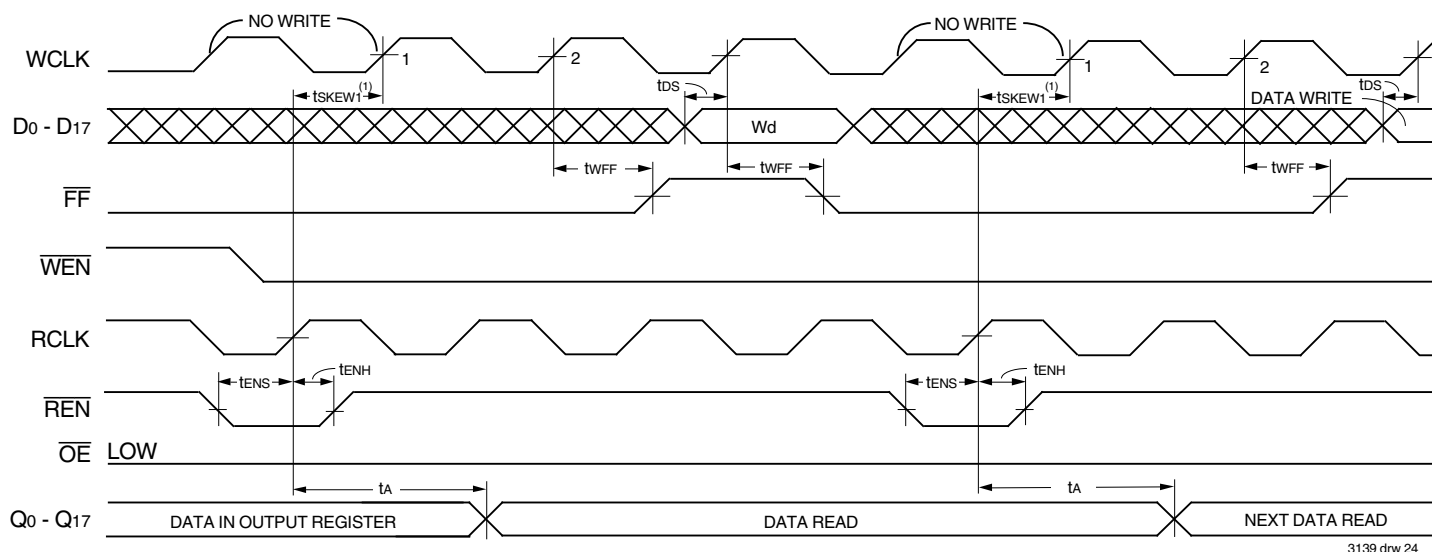 NO WRITE NO WRITE
WCLK 1 2 1 2
tSKEW1(1) tDS tSKEW1(1) tDS
DATA WRITE
D0 - D17 Wd
tWFF tWFF tWFF
FF
WEN
RCLK
tENS tENH tENS tENH
REN
OE LOW
tA tA
Q0 - Q17 DATA IN OUTPUT REGISTER DATA READ NEXT DATA READ
3139 drw 24